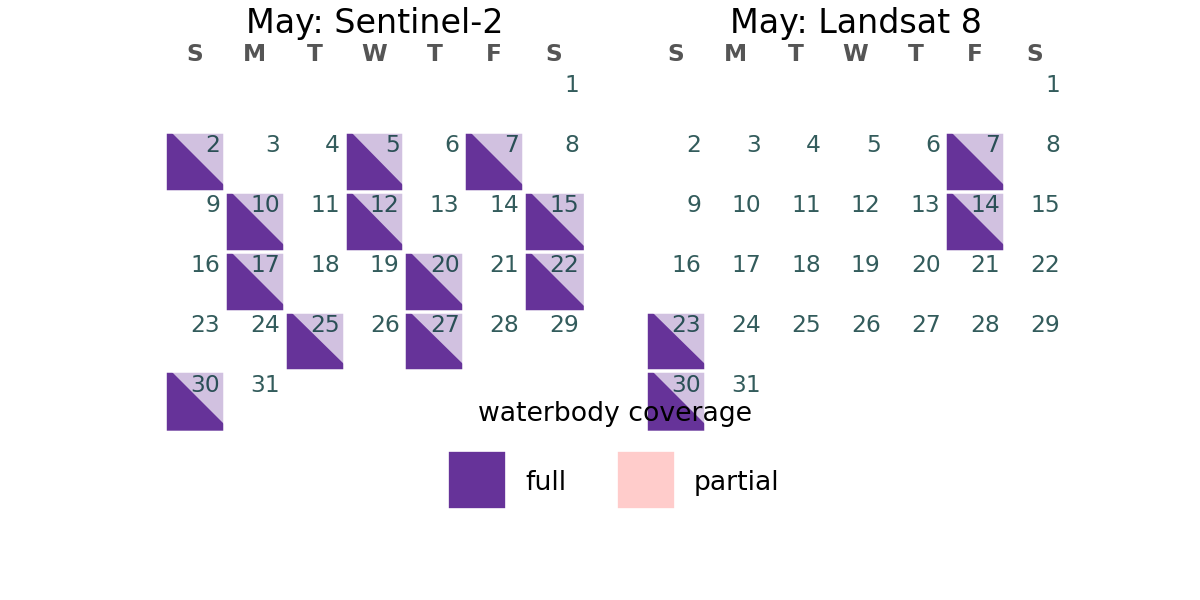 May: Sentinel-2
S M T W T F S
1
2 3 4 5 6 7 8
9 10 11 12 13 14 15
16 17 18 19 20 21 22
23 24 25 26 27 28 29
30 31
May: Landsat 8
S M T W T F S
1
2 3 4 5 6 7 8
9 10 11 12 13 14 15
16 17 18 19 20 21 22
23 24 25 26 27 28 29
30 31
waterbody coverage
full partial